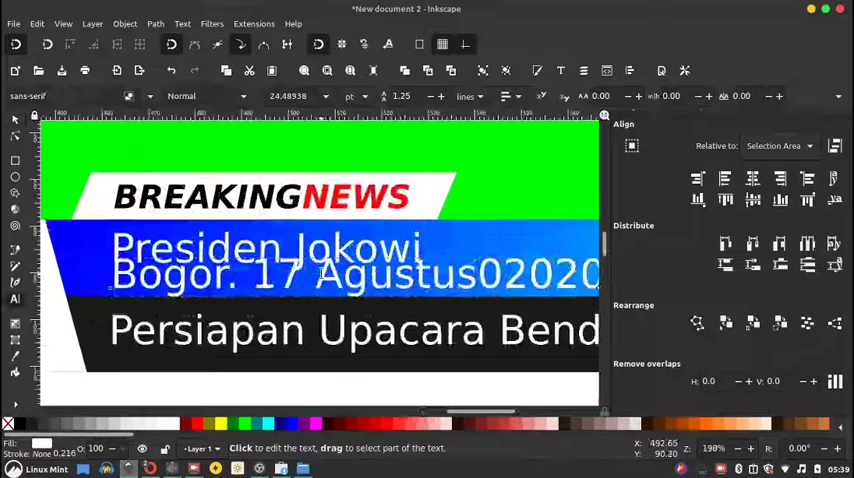 *New document 2 - Inkscape
File Edit View Layer Object Path Text Filters Extensions Help
sans-serif Normal 24.48938 pt 1.25 lines 0.00 0.00 0.00
BREAKINGNEWS
Presiden Jokowi
Bogor. 17 Agustus02020
Persiapan Upacara Bend
Align
Relative to: Selection Area
Distribute
Rearrange
Remove overlaps
H: 0.0 V: 0.0
Fill:
Stroke: None 0.216
O: 100
Layer 1
Click to edit the text, drag to select part of the text.
X: 492.65
Y: 90.20
Z: 198%
R: 0.00°
Linux Mint
05:39